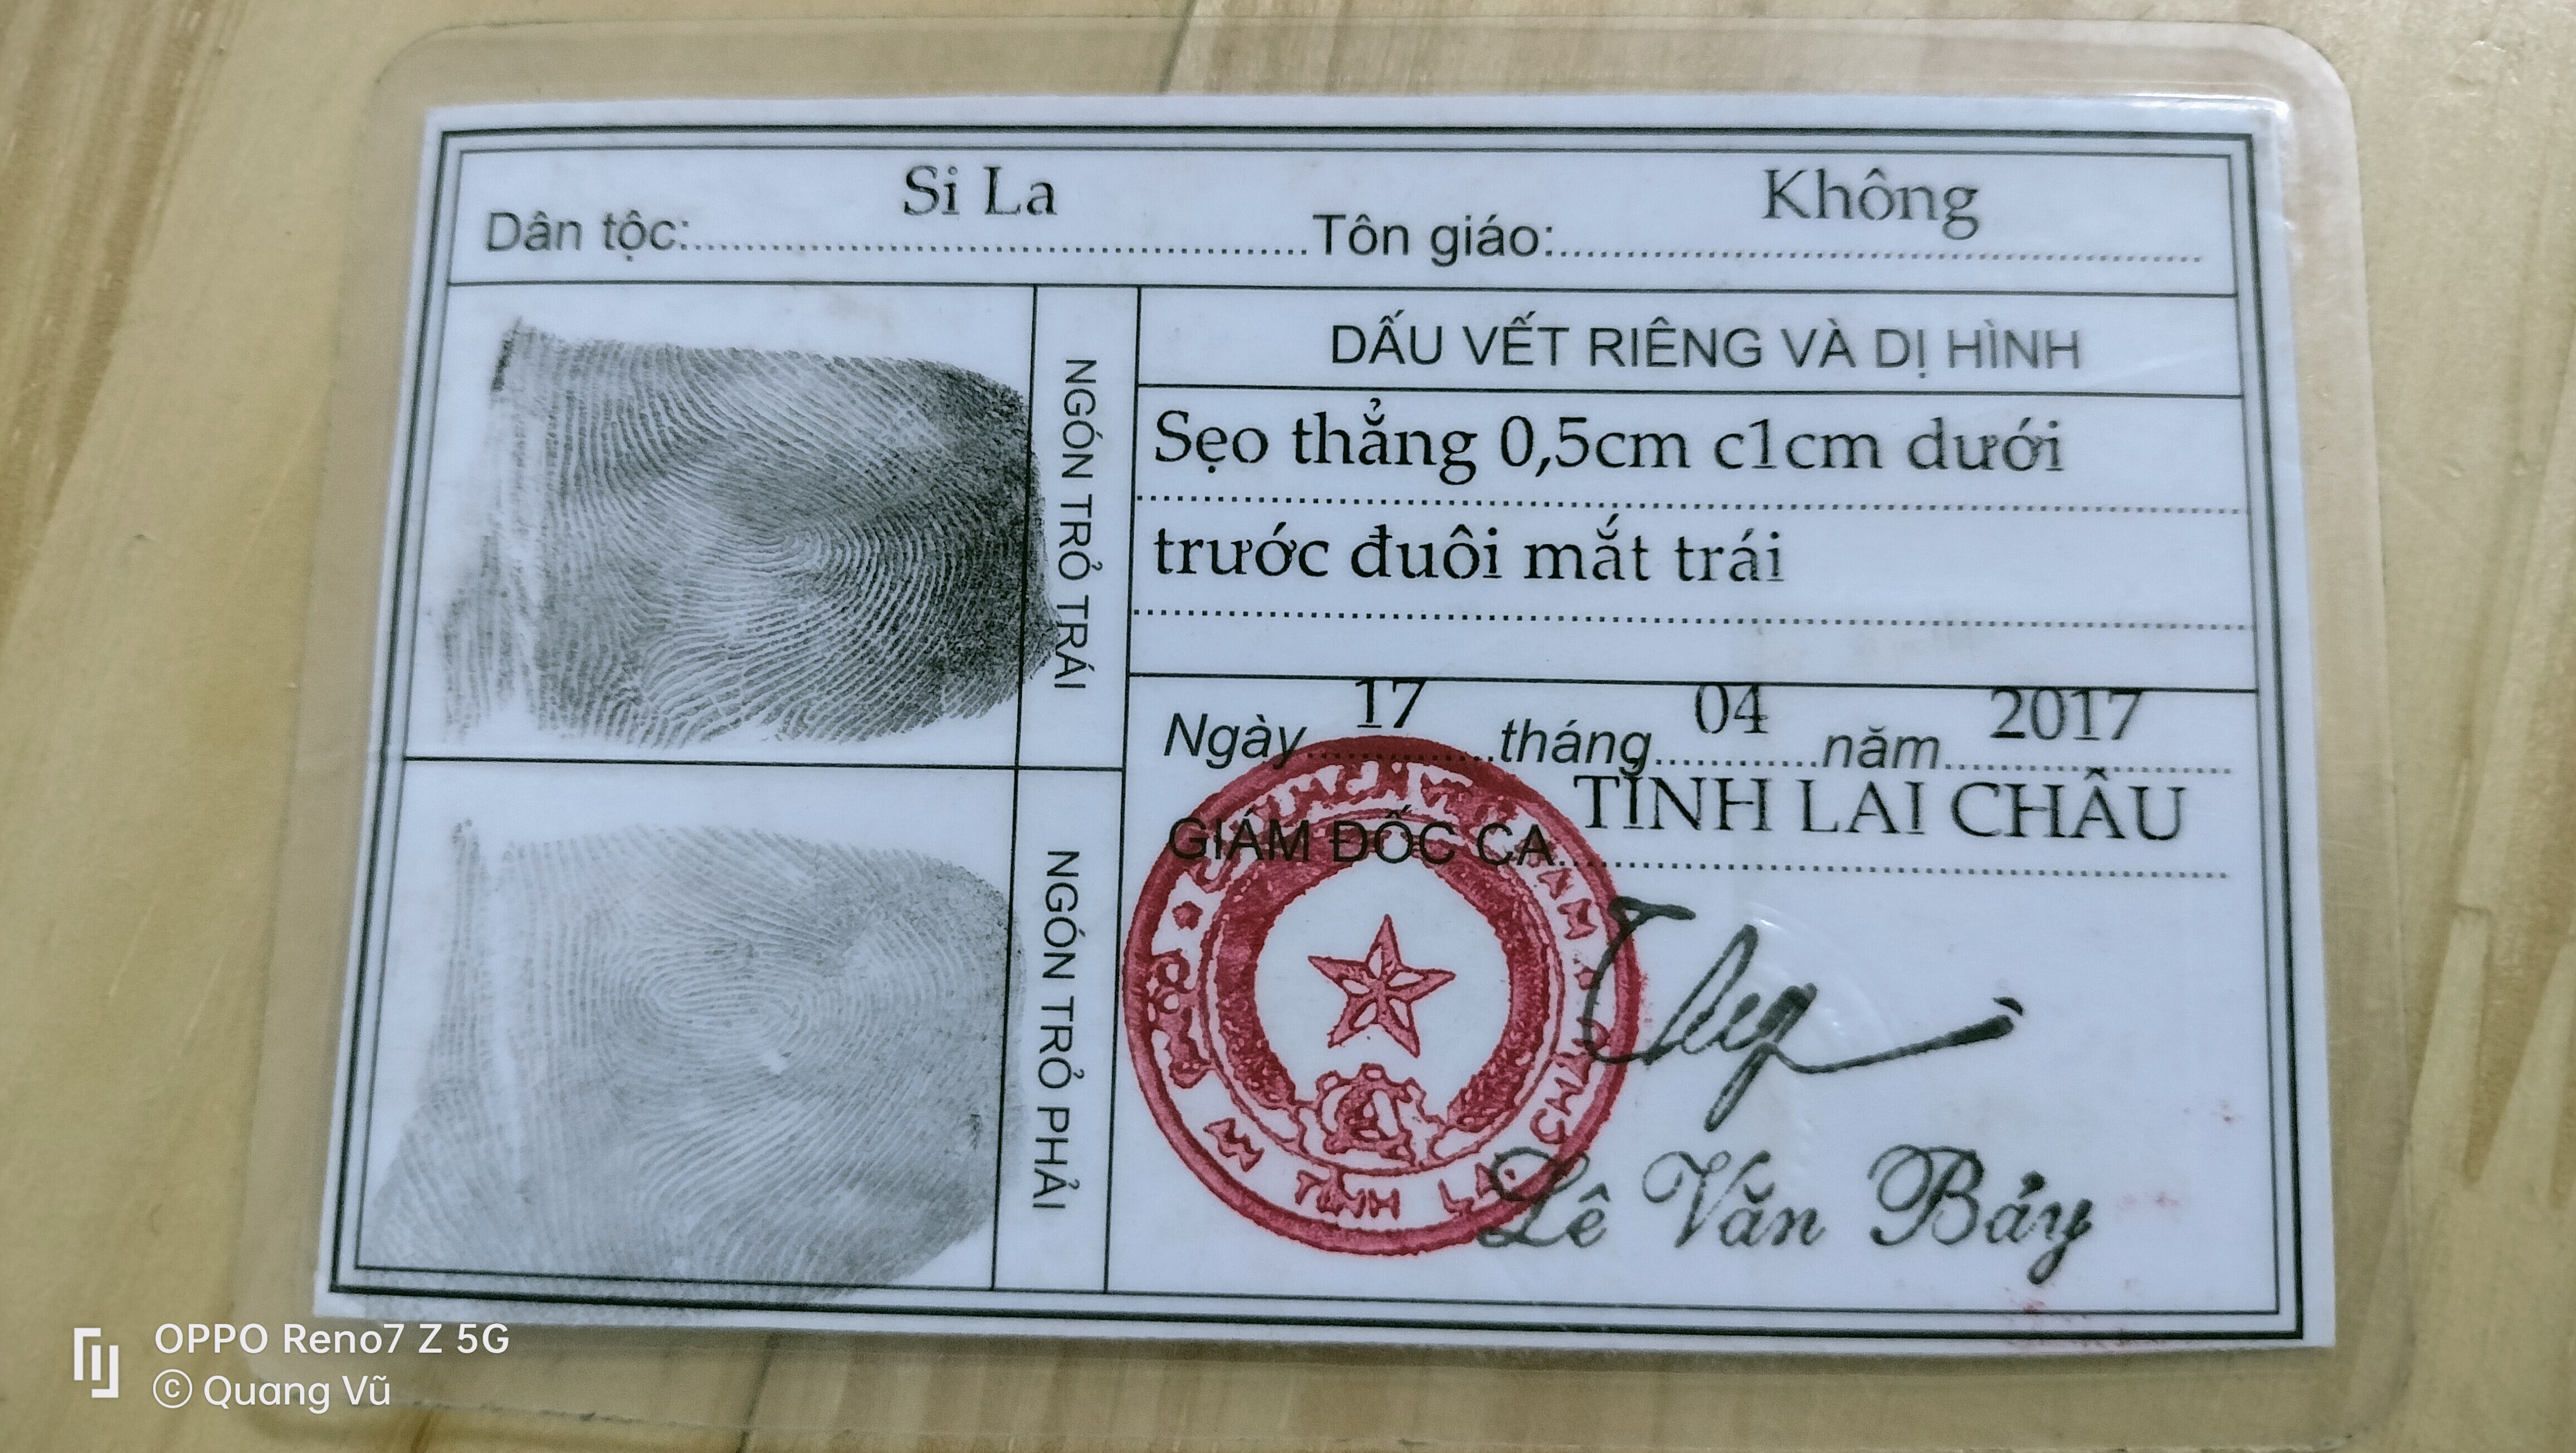 Dân tộc: Si La Tôn giáo: Không
NGÓN TRỎ TRÁI
NGÓN TRỎ PHẢI
DẤU VẾT RIÊNG VÀ DỊ HÌNH
Sẹo thẳng 0,5cm c1cm dưới
trước đuôi mắt trái
Ngày 17 tháng 04 năm 2017
GIÁM ĐỐC CA TỈNH LAI CHÂU
TỈNH
Lê Văn Bảy
OPPO Reno7 Z 5G
© Quang Vũ